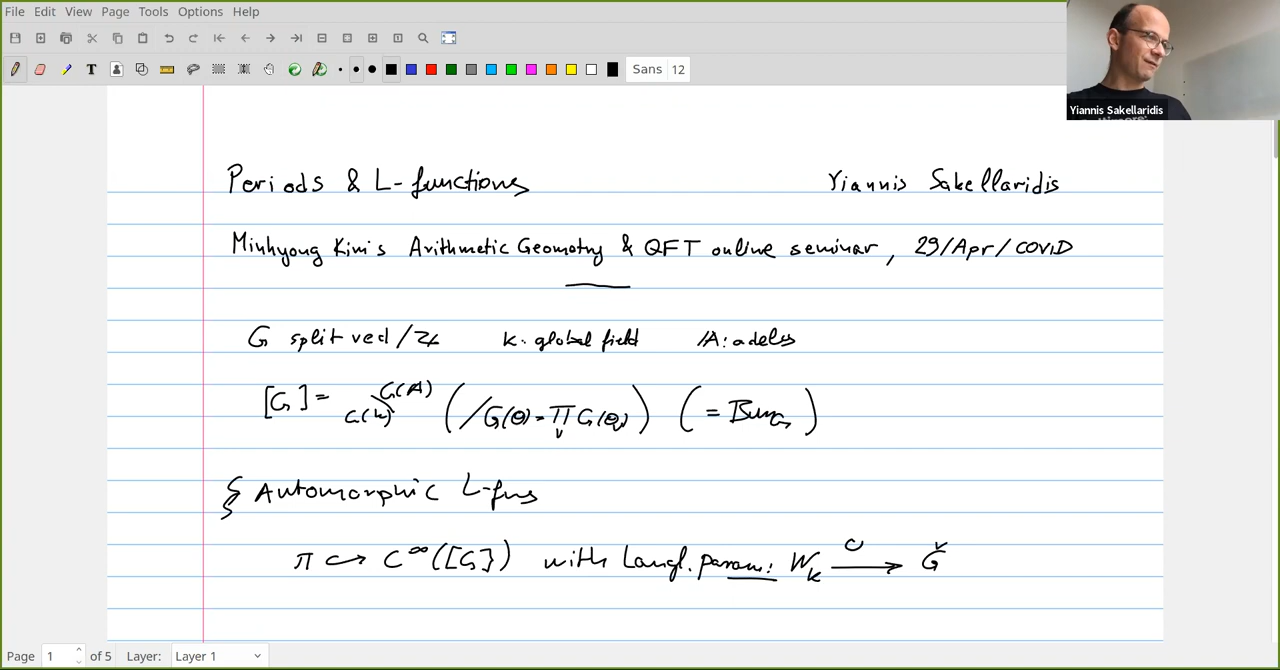 File Edit View Page Tools Options Help
Sans 12
Yiannis Sakellaridis
Periods & L-functions Yiannis Sakellaridis
Minhyong Kim's Arithmetic Geometry & QFT online seminar, 29/Apr/COVID
G split red/ℤ k: global field 𝔸: adeles
[G] = G(k)\G(𝔸) (/G(O) = ∏_v G(O_v)) (= Bun_G)
§ Automorphic L-fns
π ↪ C^∞([G]) with Langl. param: W_k → Ǧ
Page 1 of 5 Layer: Layer 1